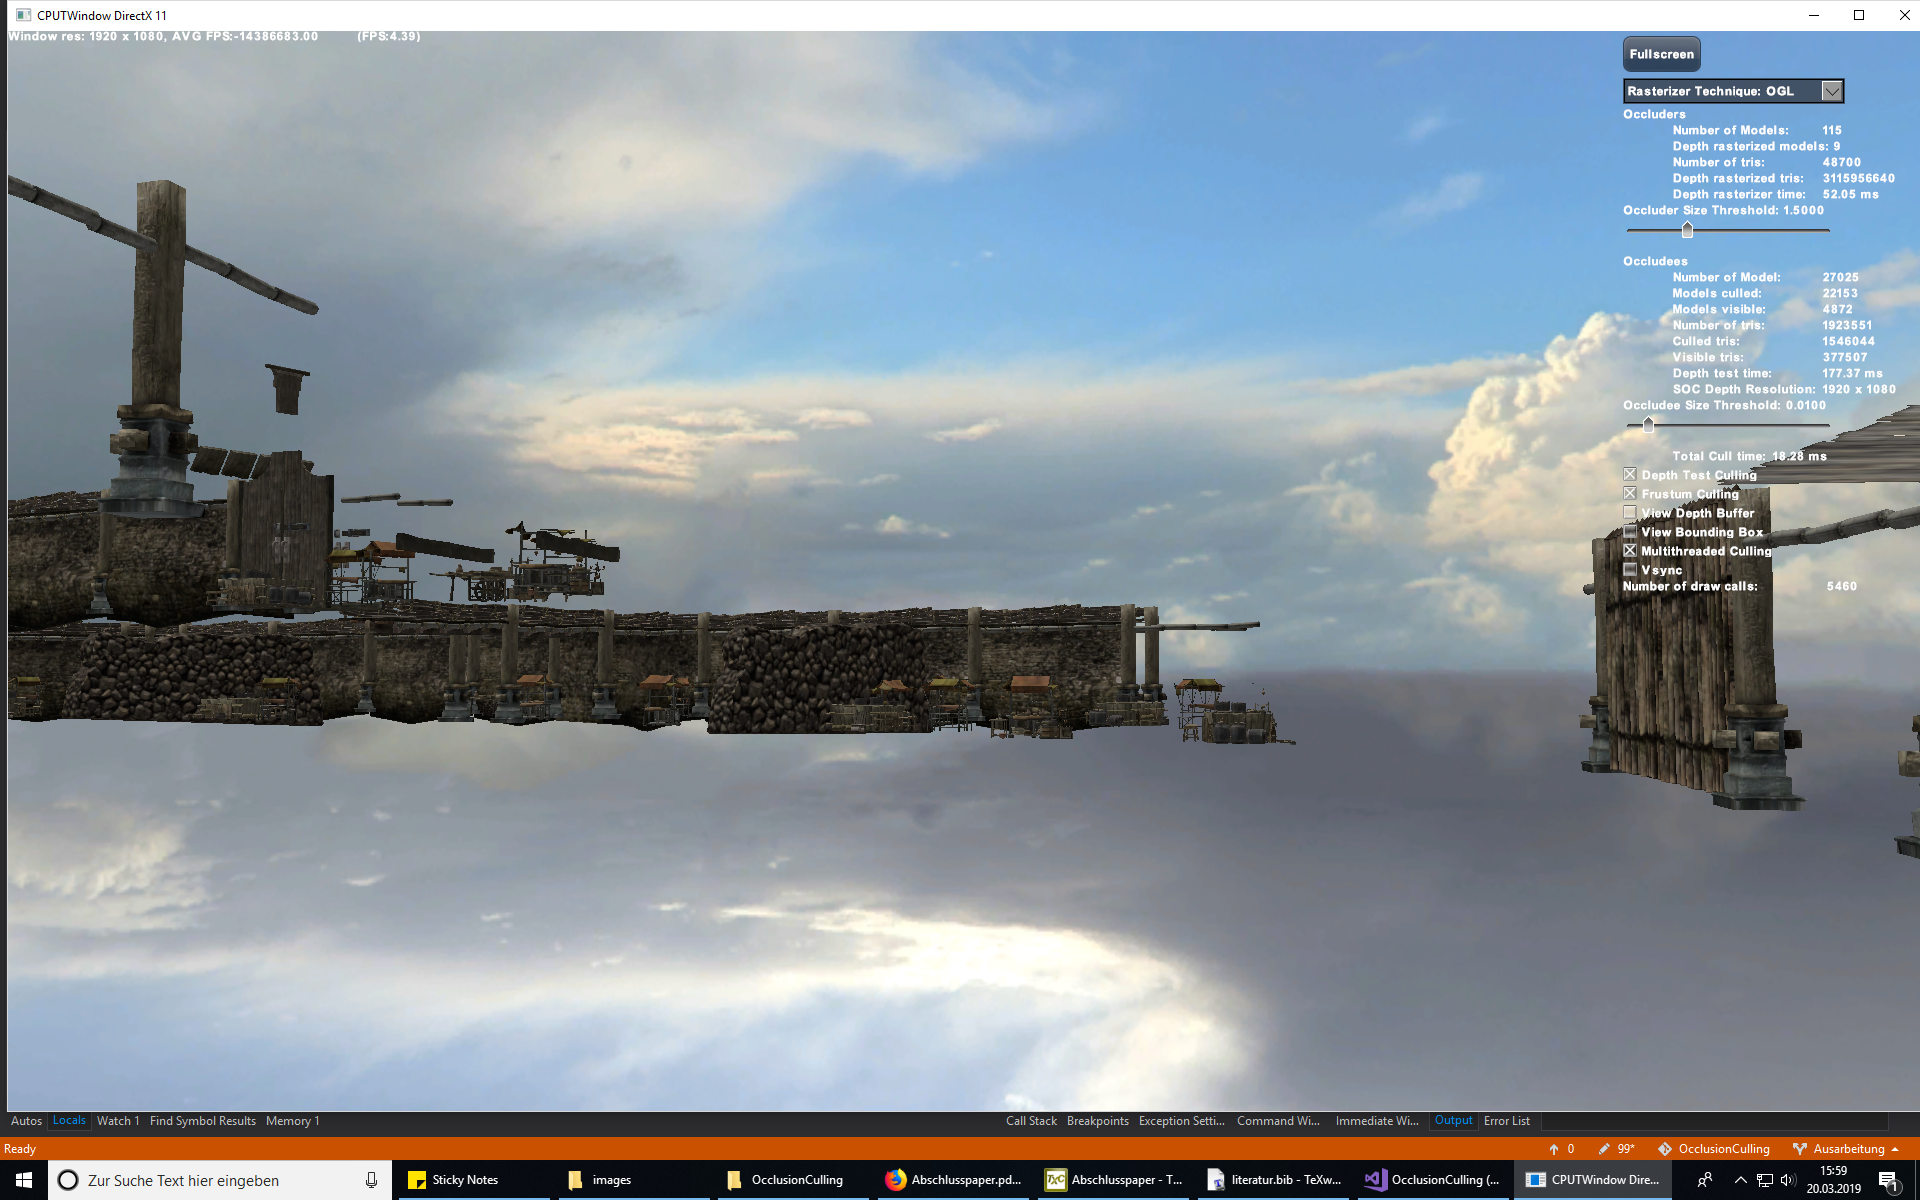 CPUTWindow DirectX 11
Window res: 1920 x 1080, AVG FPS:-14386683.00 (FPS:4.39)
Fullscreen
Rasterizer Technique: OGL
Occluders
Number of Models: 115
Depth rasterized models: 9
Number of tris: 48700
Depth rasterized tris: 3115956640
Depth rasterizer time: 52.05 ms
Occluder Size Threshold: 1.5000
Occludees
Number of Model: 27025
Models culled: 22153
Models visible: 4872
Number of tris: 1923551
Culled tris: 1546044
Visible tris: 377507
Depth test time: 177.37 ms
SOC Depth Resolution: 1920 x 1080
Occludee Size Threshold: 0.0100
Total Cull time: 18.28 ms
Depth Test Culling
Frustum Culling
View Depth Buffer
View Bounding Box
Multithreaded Culling
Vsync
Number of draw calls: 5460
Autos Locals Watch 1 Find Symbol Results Memory 1 Call Stack Breakpoints Exception Setti... Command Wi... Immediate Wi... Output Error List
Ready 0 99* OcclusionCulling Ausarbeitung
Zur Suche Text hier eingeben Sticky Notes images OcclusionCulling Abschlusspaper.pd... Abschlusspaper - T... literatur.bib - TeXw... OcclusionCulling (... CPUTWindow Dire... 15:59
20.03.2019 1